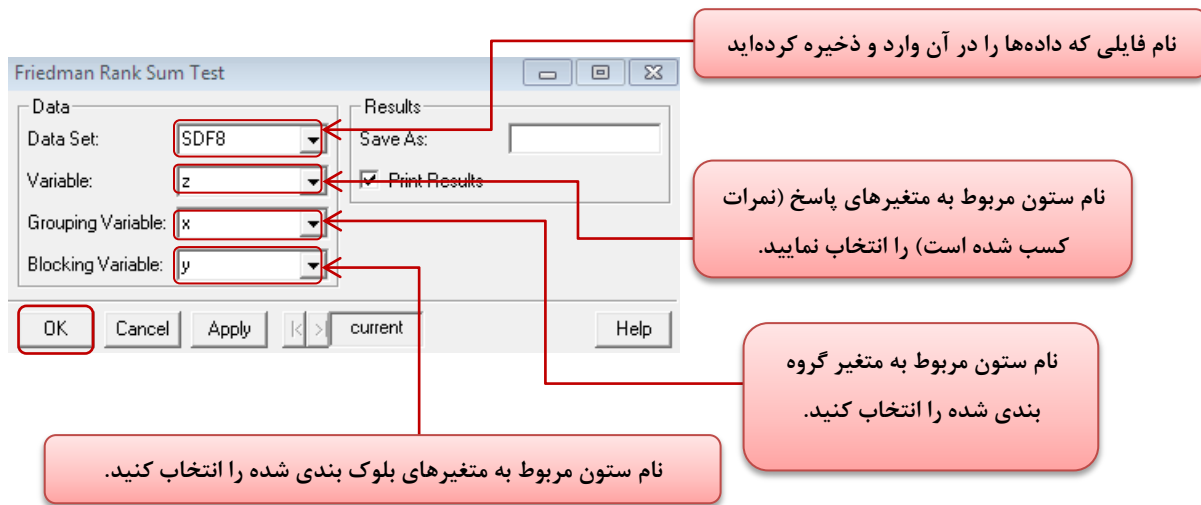 نام فایلی که داده‌ها را در آن وارد و ذخیره کرده‌اید
Friedman Rank Sum Test
Data
Data Set: SDF8
Variable: z
Grouping Variable: x
Blocking Variable: y
Results
Save As:
Print Results
OK Cancel Apply |< >| current Help
نام ستون مربوط به متغیرهای پاسخ (نمرات
کسب شده است) را انتخاب نمایید.
نام ستون مربوط به متغیر گروه
بندی شده را انتخاب کنید.
نام ستون مربوط به متغیرهای بلوک بندی شده را انتخاب کنید.